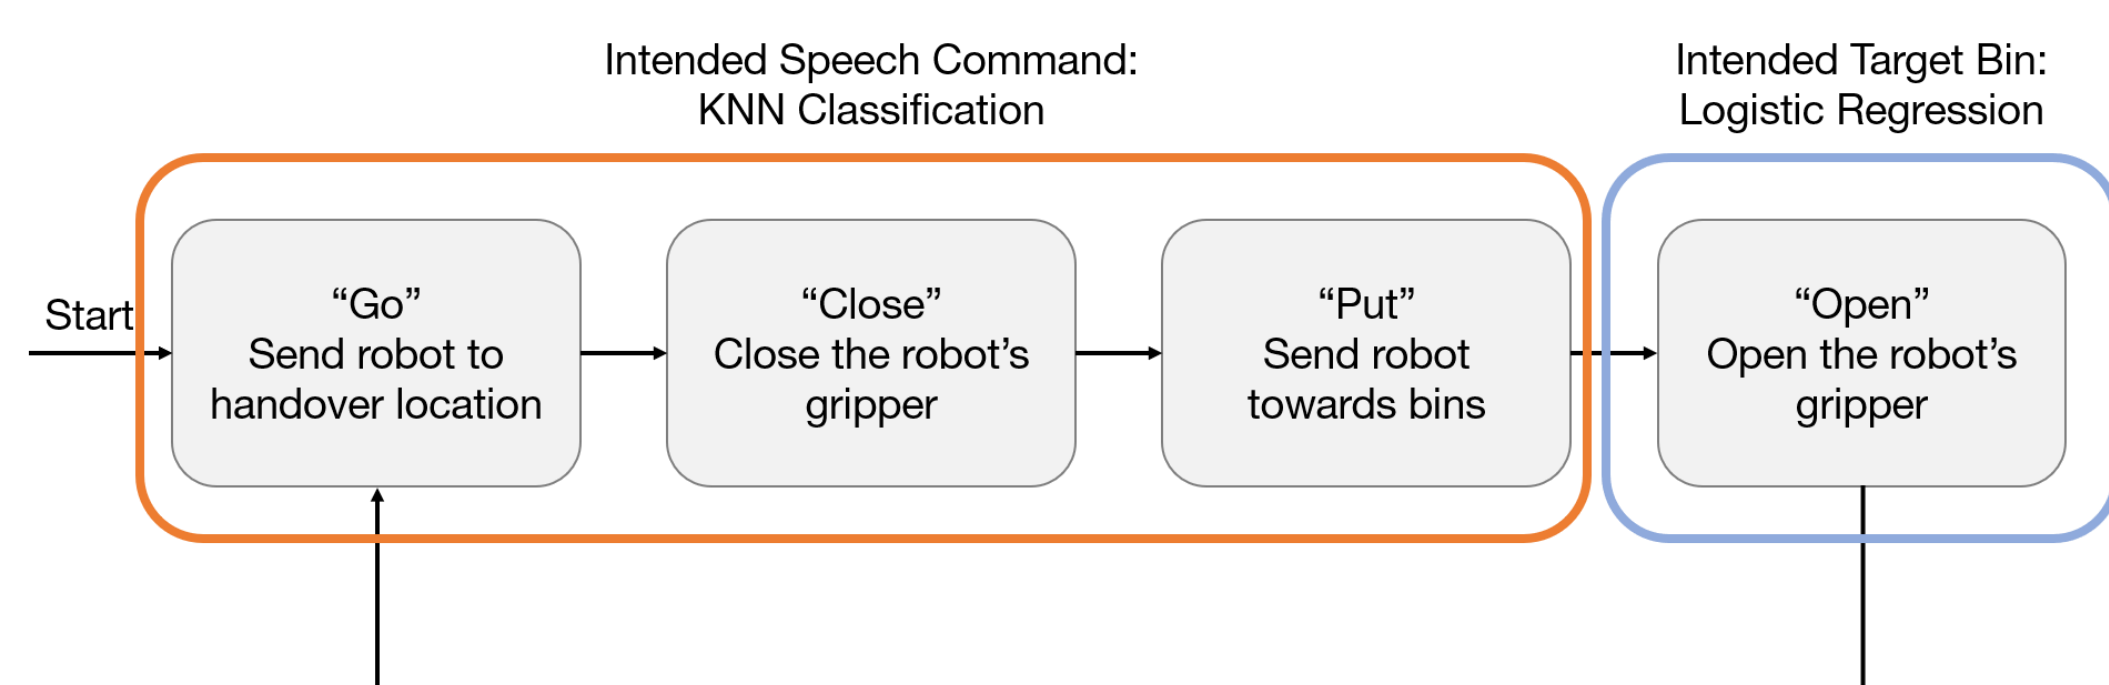 Intended Speech Command:
KNN Classification
Intended Target Bin:
Logistic Regression
Start
“Go”
Send robot to
handover location
“Close”
Close the robot’s
gripper
“Put”
Send robot
towards bins
“Open”
Open the robot’s
gripper